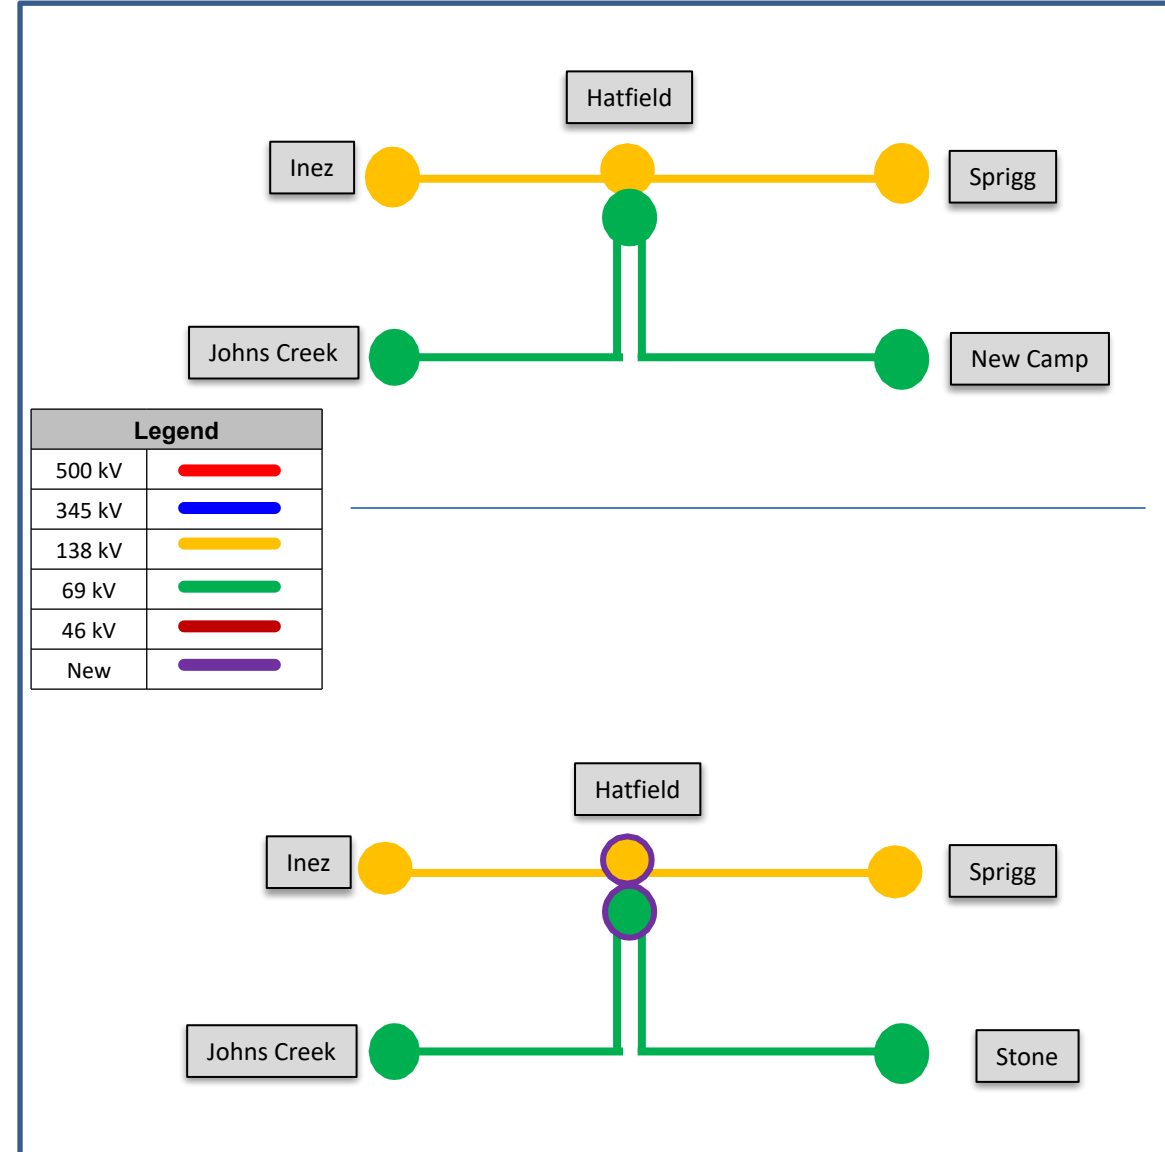 Hatfield
Inez
Sprigg
Johns Creek
New Camp
Legend
500 kV
345 kV
138 kV
69 kV
46 kV
New
Hatfield
Inez
Sprigg
Johns Creek
Stone